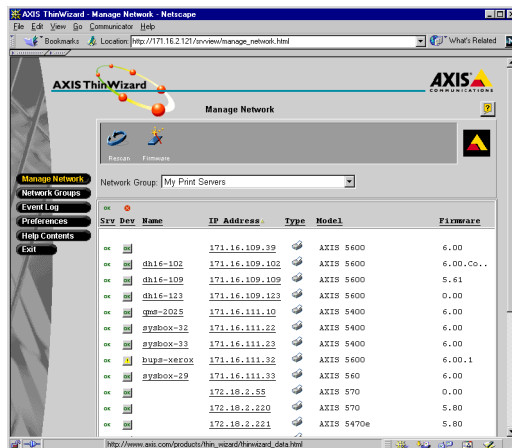 AXIS ThinWizard - Manage Network - Netscape
File Edit View Go Communicator Help
Bookmarks Location: http://171.16.2.121/srvview/manage_network.html What's Related
AXIS ThinWizard
AXIS
COMMUNICATIONS
Manage Network
?
Rescan Firmware
Network Group: My Print Servers
Manage Network
Network Groups
Event Log
Preferences
Help Contents
Exit
OK
Srv Dev Name IP Address Type Model Firmware
OK OK 171.16.109.39 AXIS 5600 6.00
OK OK dh16-102 171.16.109.102 AXIS 5600 6.00.Co..
OK OK dh16-109 171.16.109.109 AXIS 5600 5.61
OK OK dh16-123 171.16.109.123 AXIS 5600 0.00
OK OK qms-2025 171.16.111.10 AXIS 5400 6.00
OK OK sysbox-32 171.16.111.22 AXIS 5400 6.00
OK OK sysbox-33 171.16.111.23 AXIS 5400 6.00
OK ! bups-xerox 171.16.111.32 AXIS 5600 6.00.1
OK OK sysbox-29 171.16.111.33 AXIS 560 6.00
OK OK 172.18.2.55 AXIS 570 0.00
OK OK 172.18.2.220 AXIS 570 5.80
OK OK 172.18.2.221 AXIS 5470e 5.80
http://www.axis.com/products/thin_wizard/thinwizard_data.html